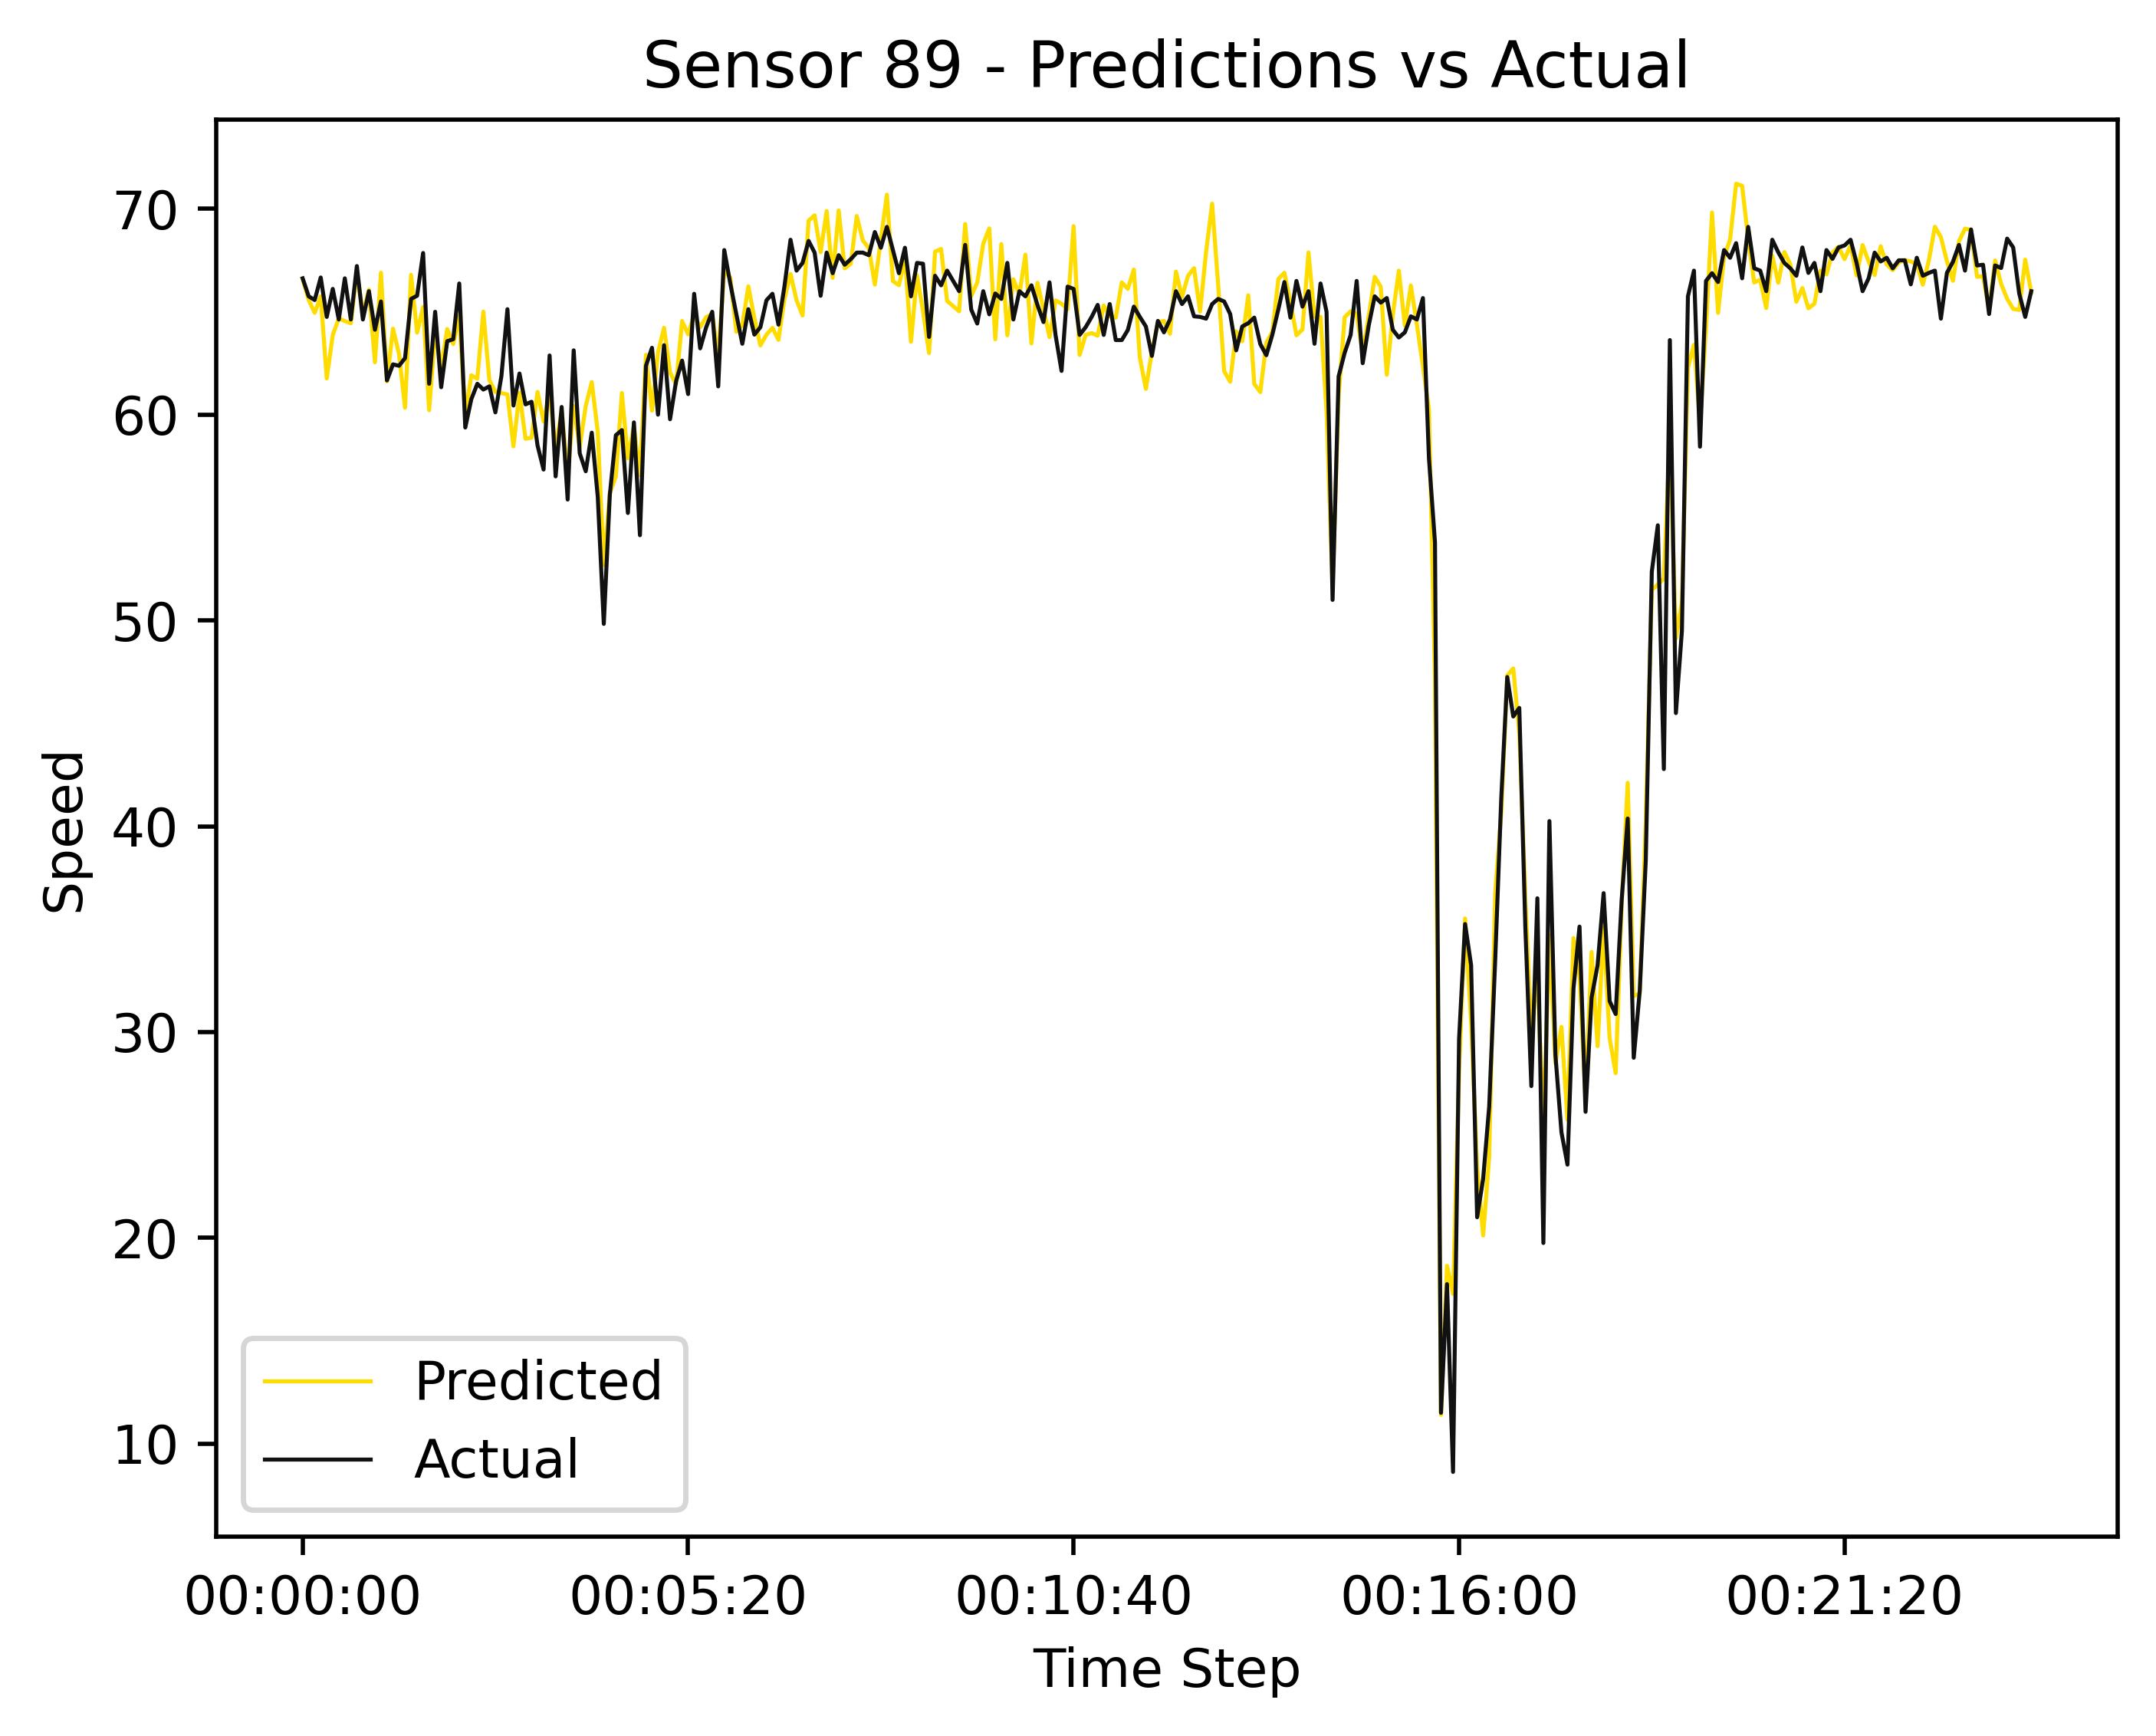 Sensor 89 - Predictions vs Actual
70
60
50
40
30
20
10
Speed
Predicted
Actual
00:00:00
00:05:20
00:10:40
00:16:00
00:21:20
Time Step